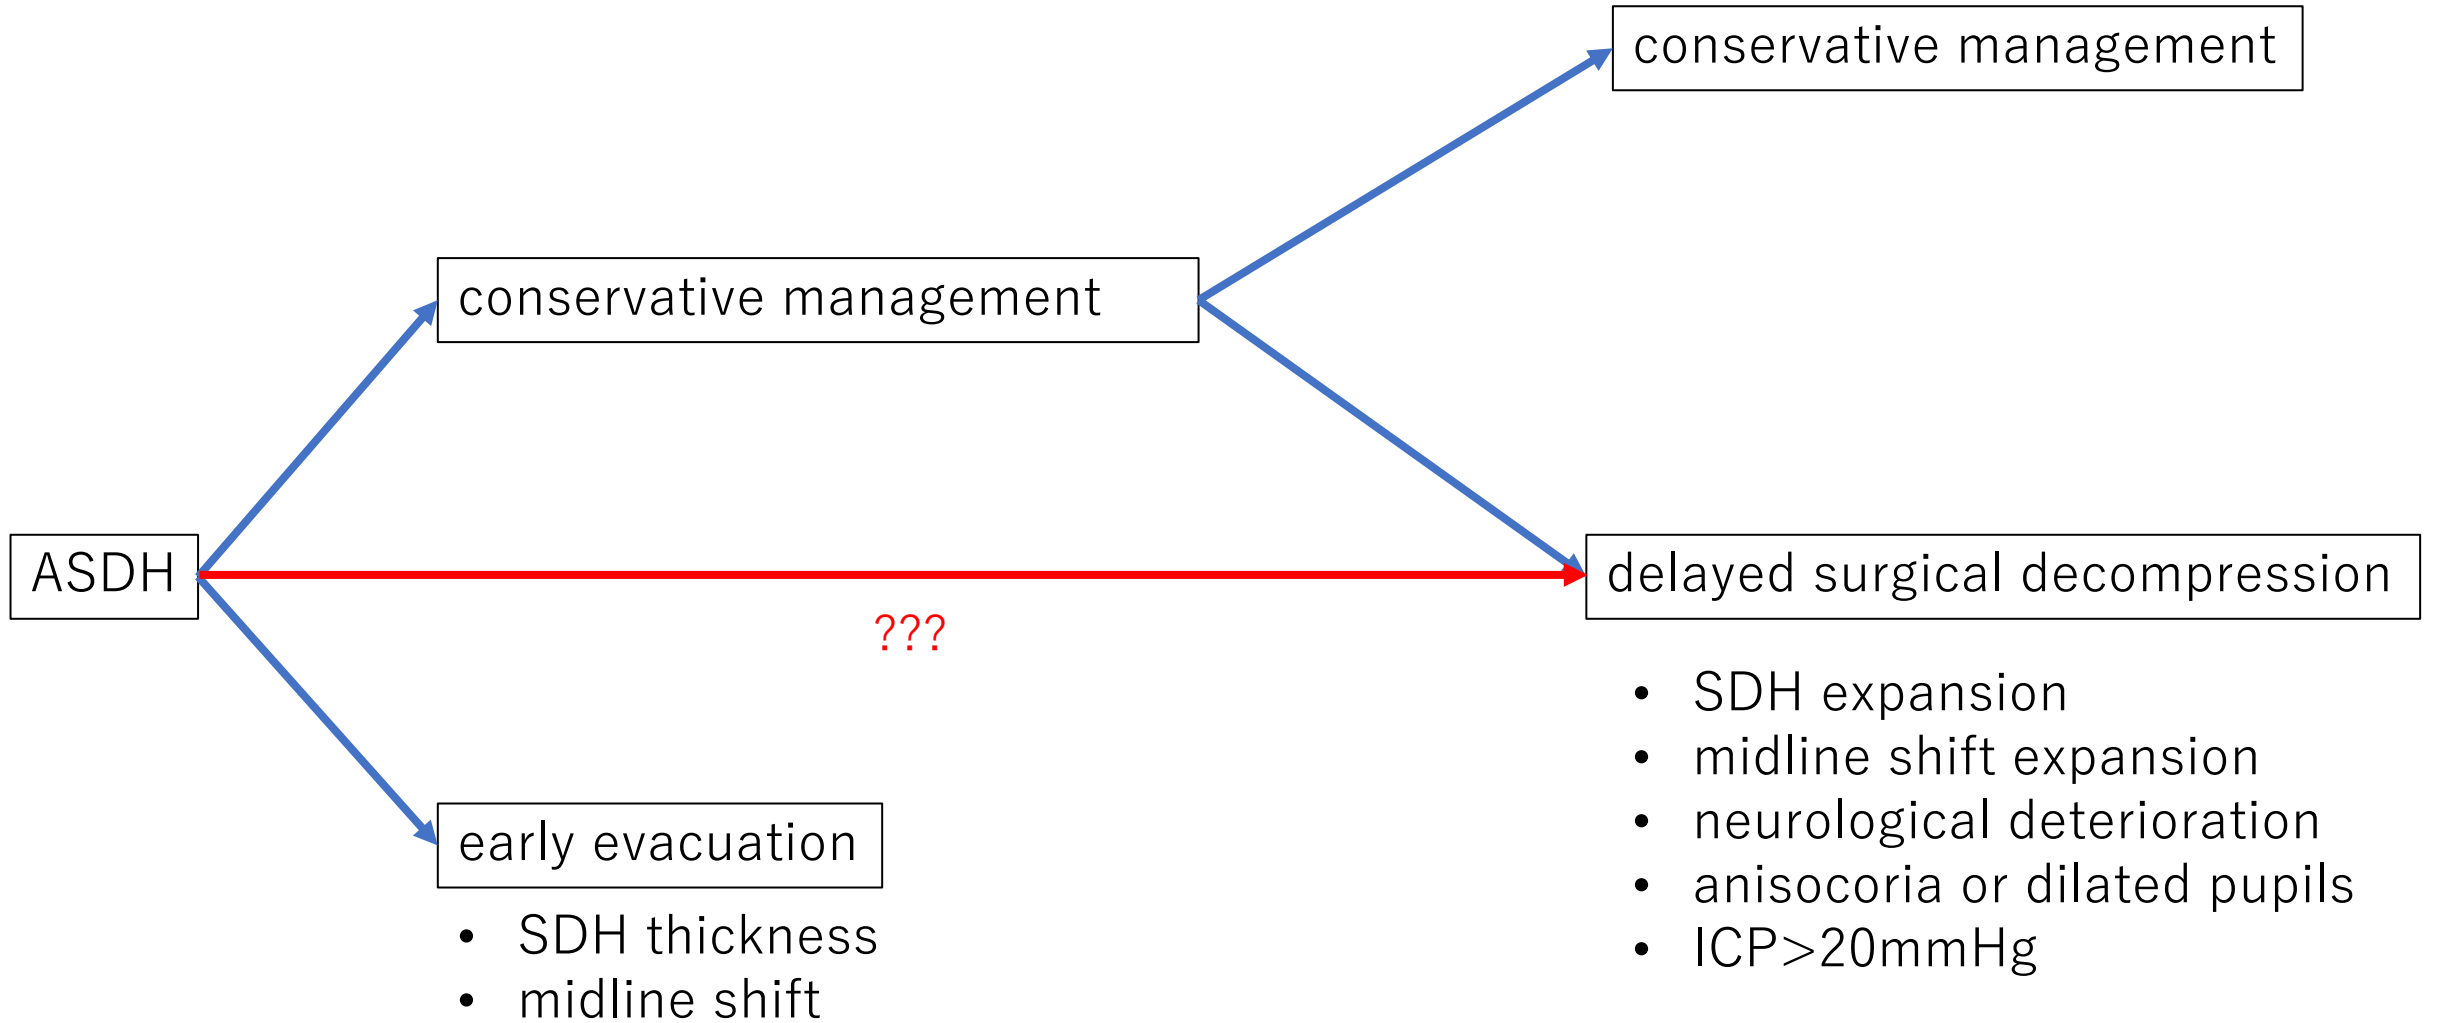 conservative management
conservative management
ASDH
delayed surgical decompression
???
• SDH expansion
• midline shift expansion
• neurological deterioration
• anisocoria or dilated pupils
• ICP>20mmHg
early evacuation
• SDH thickness
• midline shift